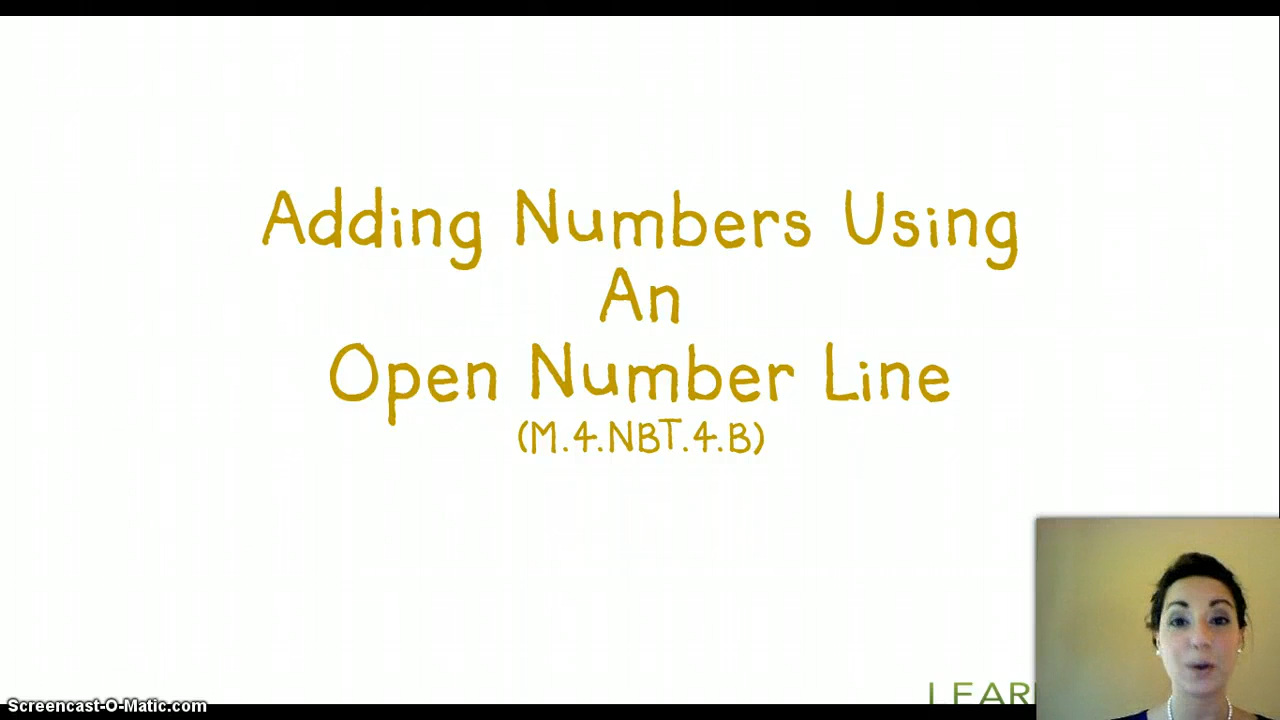 Adding Numbers Using
An
Open Number Line
(M.4.NBT.4.B)
Screencast-O-Matic.com